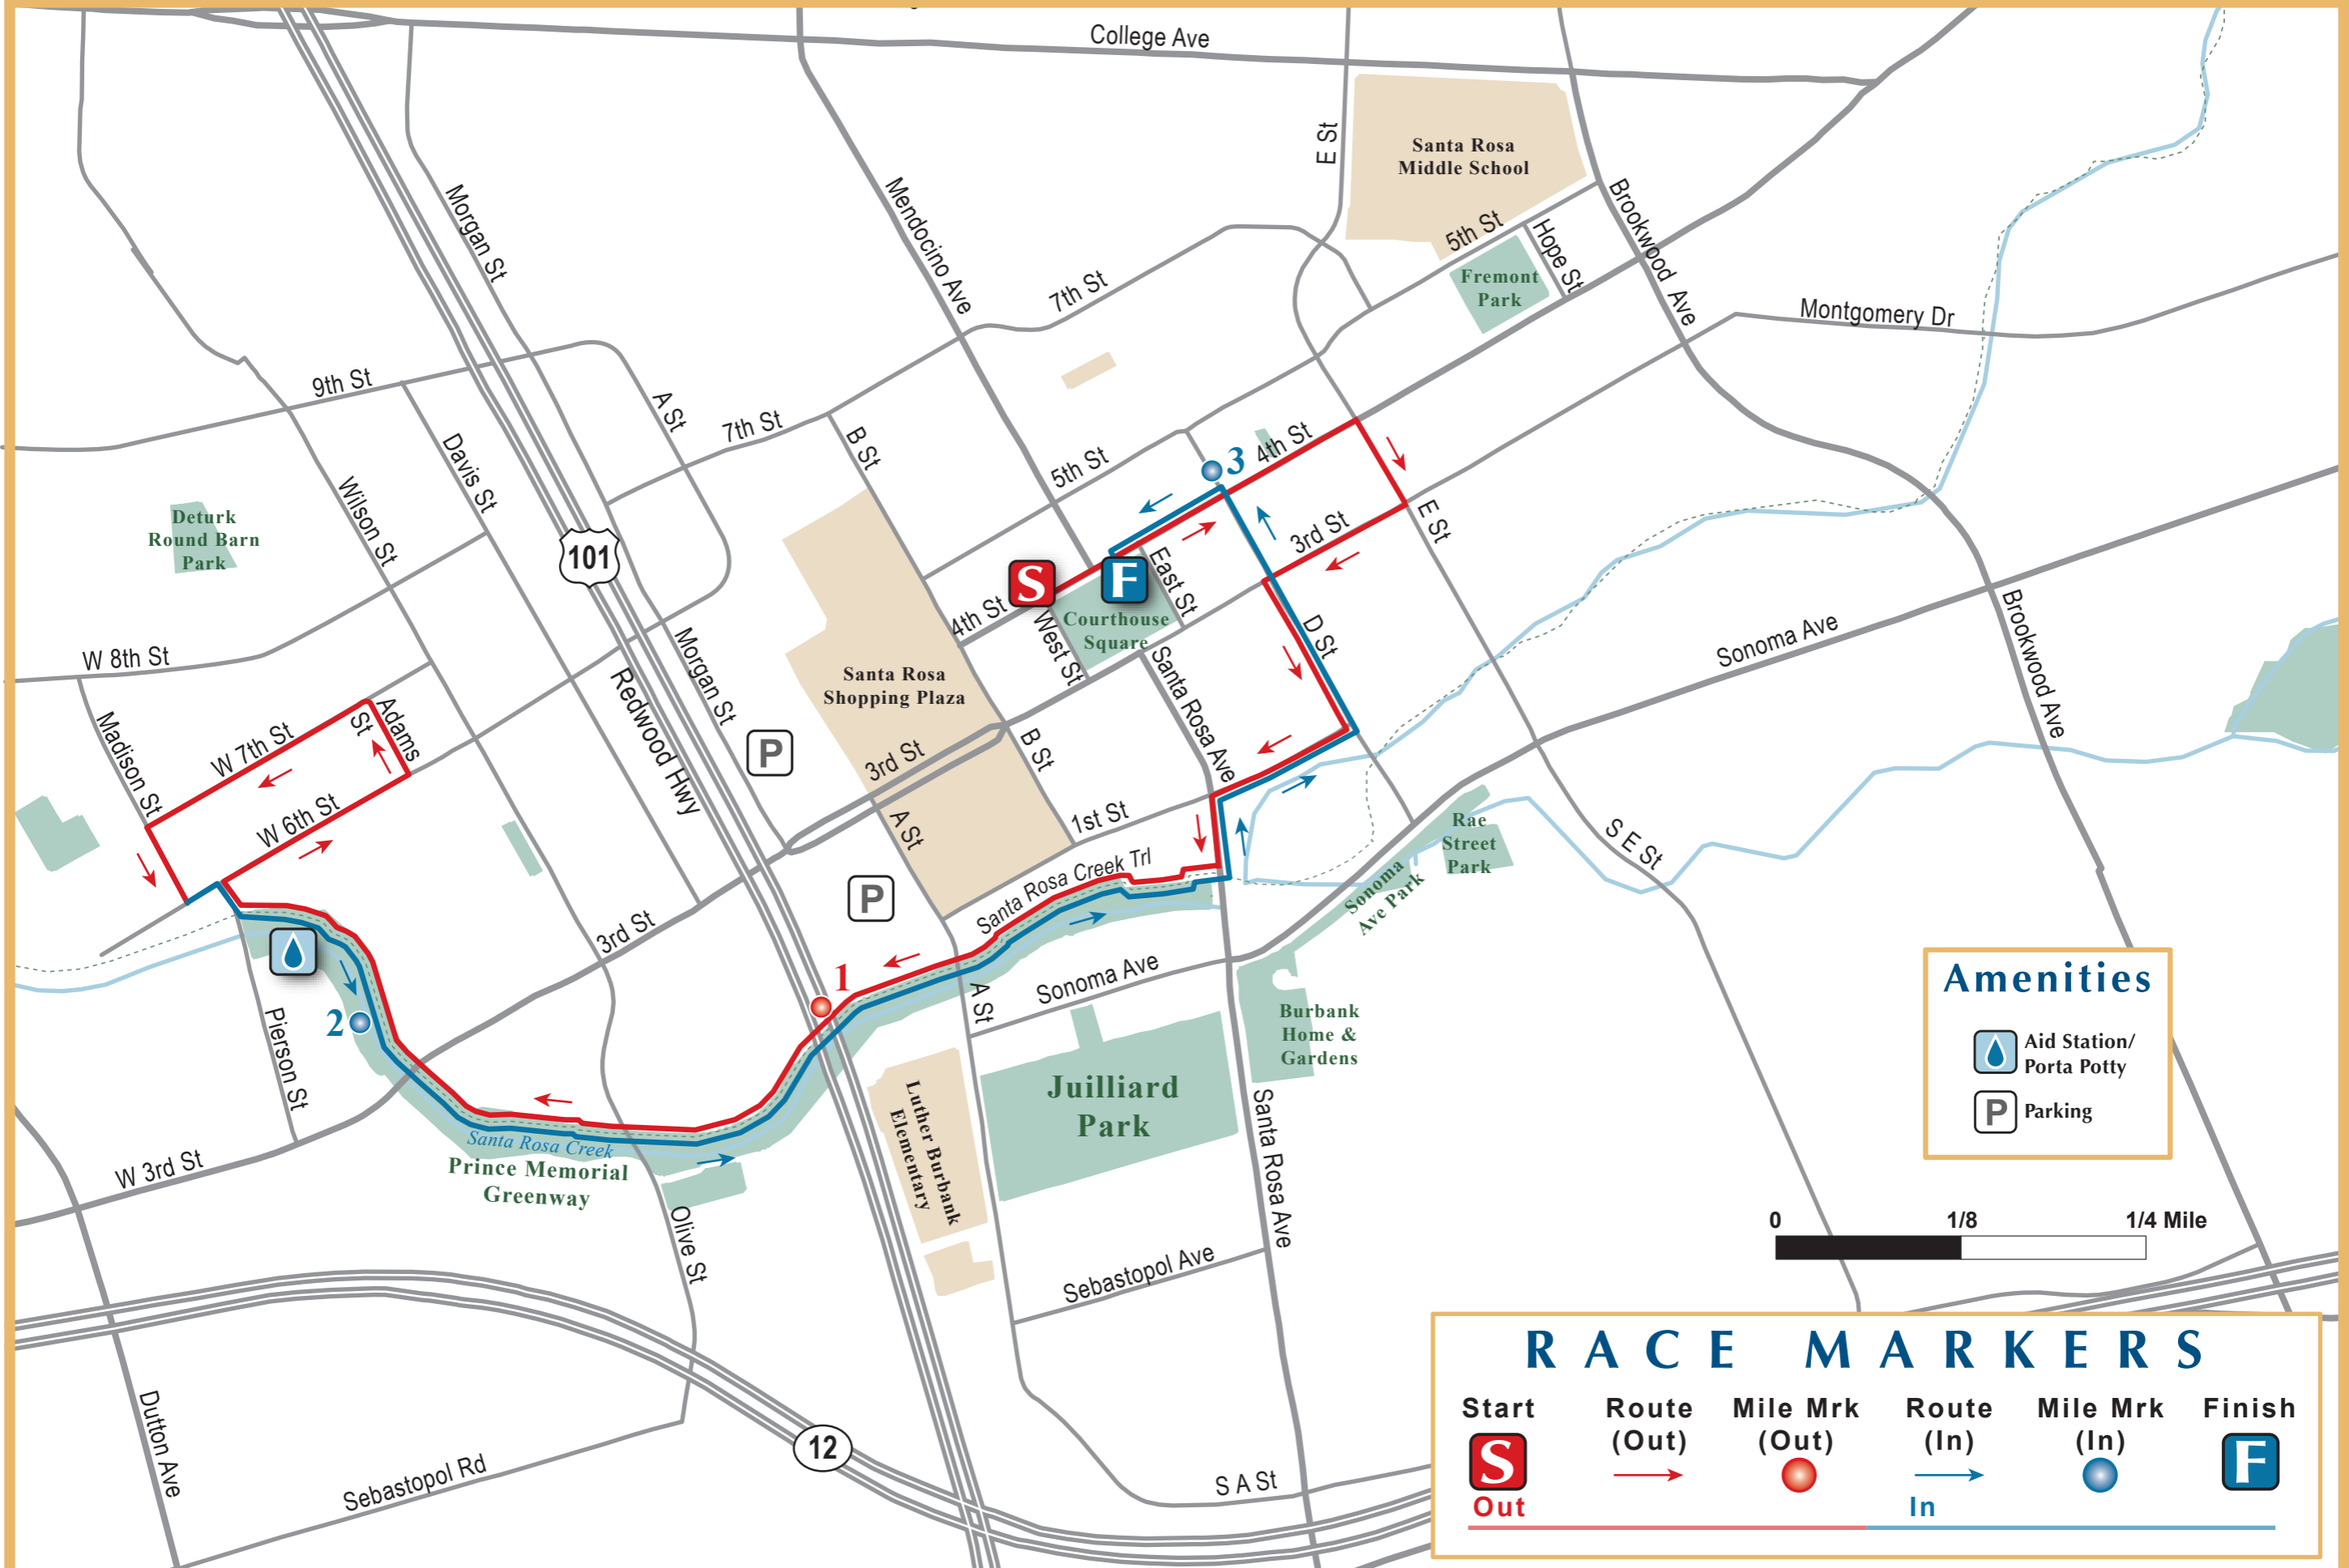 College Ave
E St
Santa Rosa
Middle School
Morgan St
Mendocino Ave
Brookwood Ave
5th St
Hope St
Fremont
Park
7th St
Montgomery Dr
9th St
A St
7th St
B St
Davis St
5th St
3
4th St
Wilson St
Deturk
Round Barn
Park
101
E St
3rd St
S
F
East St
4th St
West St
Courthouse
Square
D St
Brookwood Ave
Sonoma Ave
W 8th St
Morgan St
Redwood Hwy
Santa Rosa
Shopping Plaza
Santa Rosa Ave
Madison St
W 7th St
Adams
St
P
3rd St
B St
W 6th St
A St
1st St
Santa Rosa Creek Trl
Rae
Street
Park
S E St
Sonoma
Ave Park
P
3rd St
1
Sonoma Ave
A St
2
Pierson St
Burbank
Home &
Gardens
Juilliard
Park
Luther Burbank
Elementary
Santa Rosa Creek
Prince Memorial
Greenway
W 3rd St
Olive St
Santa Rosa Ave
Sebastopol Ave
Dutton Ave
12
Sebastopol Rd
S A St
Amenities
Aid Station/
Porta Potty
P Parking
0 1/8 1/4 Mile
RACE MARKERS
Start Route Mile Mrk Route Mile Mrk Finish
(Out) (Out) (In) (In)
S F
Out In